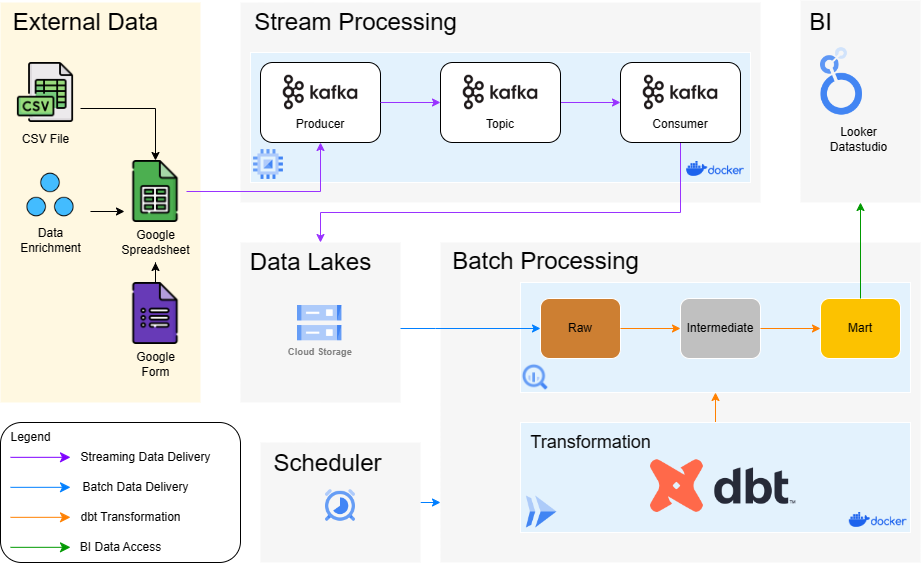 External Data
CSV
CSV File
Data
Enrichment
Google
Spreadsheet
Google
Form
Stream Processing
kafka
Producer
kafka
Topic
kafka
Consumer
docker
BI
Looker
Datastudio
Data Lakes
Cloud Storage
Batch Processing
Raw
Intermediate
Mart
Transformation
dbt
TM
docker
Scheduler
Legend
Streaming Data Delivery
Batch Data Delivery
dbt Transformation
BI Data Access